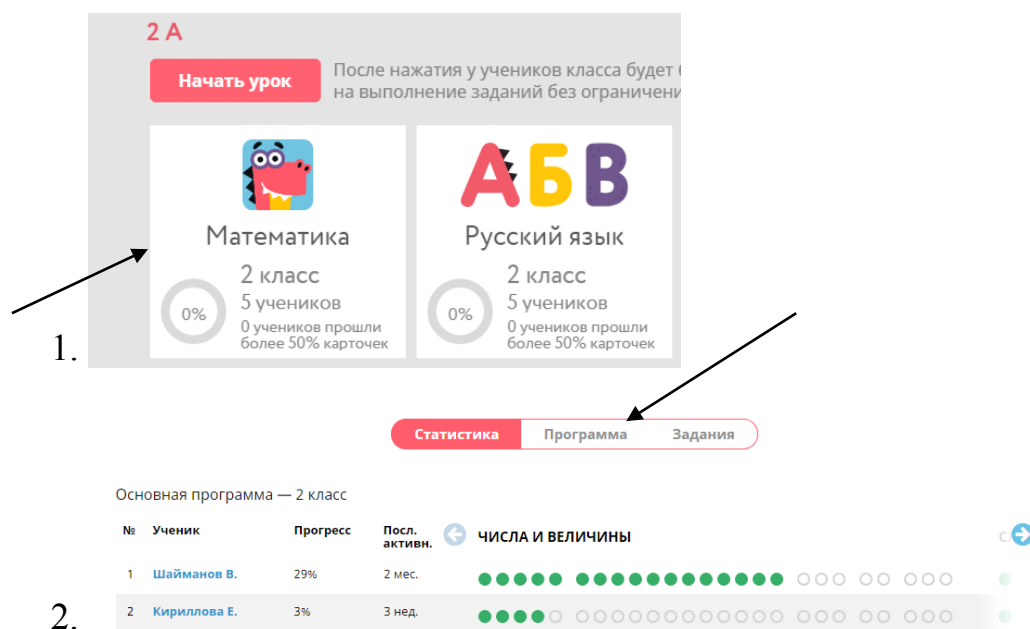 2 А
Начать урок
После нажатия у учеников класса будет
на выполнение заданий без ограничени
АБВ
Математика
Русский язык
2 класс
2 класс
0%
5 учеников
0%
5 учеников
0 учеников прошли
более 50% карточек
0 учеников прошли
более 50% карточек
1.
Статистика Программа Задания
Основная программа — 2 класс
№ Ученик Прогресс Посл. активн. ЧИСЛА И ВЕЛИЧИНЫ
1 Шайманов В. 29% 2 мес.
2 Кириллова Е. 3% 3 нед.
2.